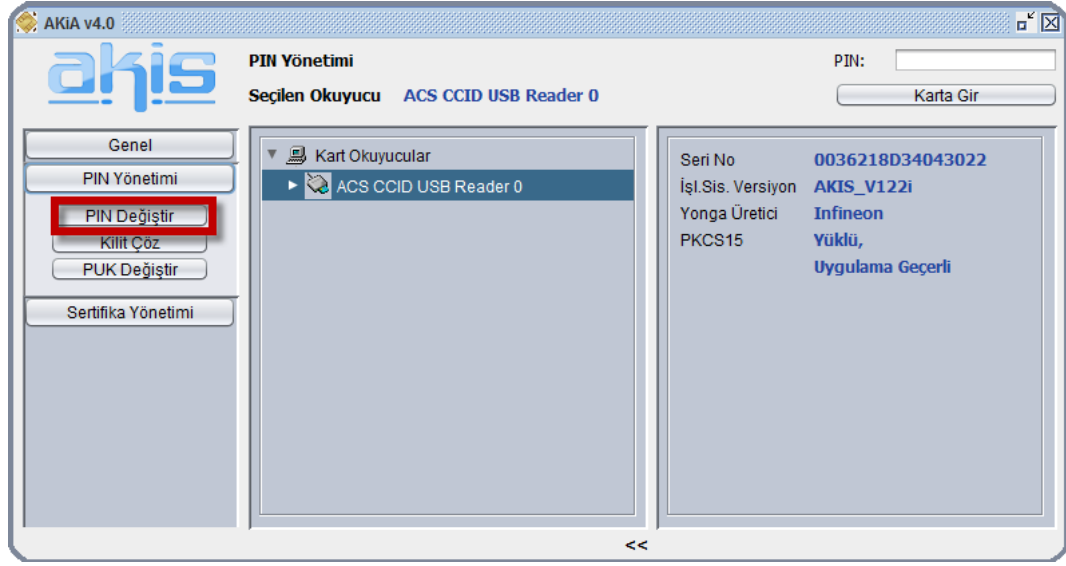 AKiA v4.0
akis
PIN Yönetimi
PIN:
Seçilen Okuyucu ACS CCID USB Reader 0
Karta Gir
Genel
PIN Yönetimi
PIN Değiştir
Kilit Çöz
PUK Değiştir
Sertifika Yönetimi
Kart Okuyucular
ACS CCID USB Reader 0
Seri No 0036218D34043022
İşl.Sis. Versiyon AKIS_V122i
Yonga Üretici Infineon
PKCS15 Yüklü,
Uygulama Geçerli
<<